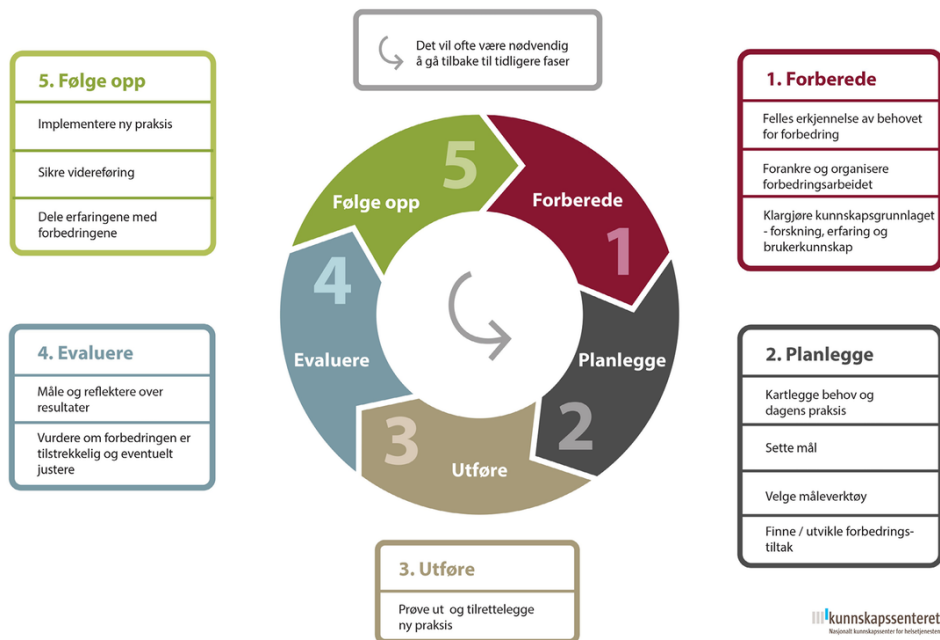 Det vil ofte være nødvendig
å gå tilbake til tidligere faser
5. Følge opp
Implementere ny praksis
Sikre videreføring
Dele erfaringene med
forbedringene
1. Forberede
Felles erkjennelse av behovet
for forbedring
Forankre og organisere
forbedringsarbeidet
Klargjøre kunnskapsgrunnlaget
- forskning, erfaring og
brukerkunnskap
5
Følge opp
Forberede
1
4
Evaluere
Planlegge
2
3
Utføre
4. Evaluere
Måle og reflektere over
resultater
Vurdere om forbedringen er
tilstrekkelig og eventuelt
justere
2. Planlegge
Kartlegge behov og
dagens praksis
Sette mål
Velge måleverktøy
Finne / utvikle forbedrings-
tiltak
3. Utføre
Prøve ut og tilrettelegge
ny praksis
kunnskapssenteret
Nasjonalt kunnskapssenter for helsetjenesten